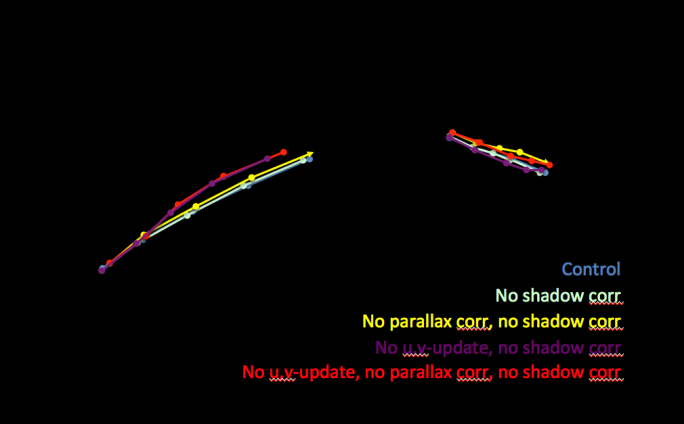 Control
No shadow corr
No parallax corr, no shadow corr
No u,v-update, no shadow corr
No u,v-update, no parallax corr, no shadow corr